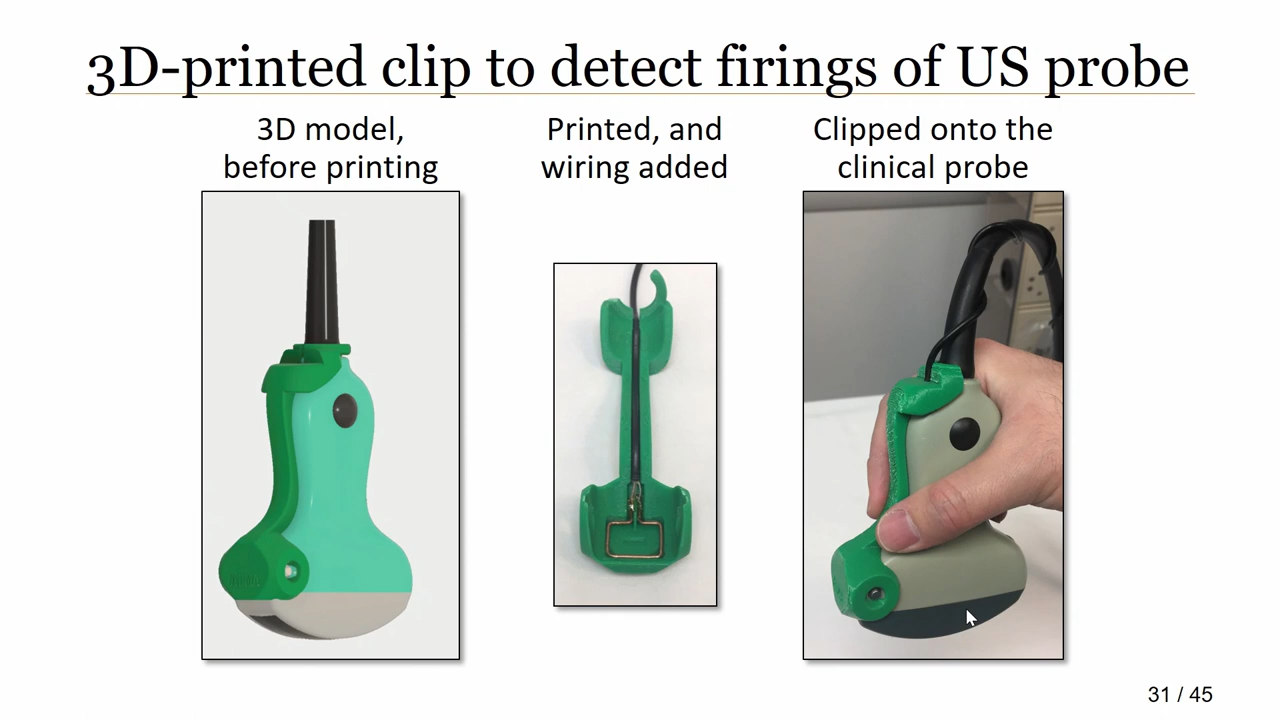 3D-printed clip to detect firings of US probe
3D model,
before printing
Printed, and
wiring added
Clipped onto the
clinical probe
31 / 45